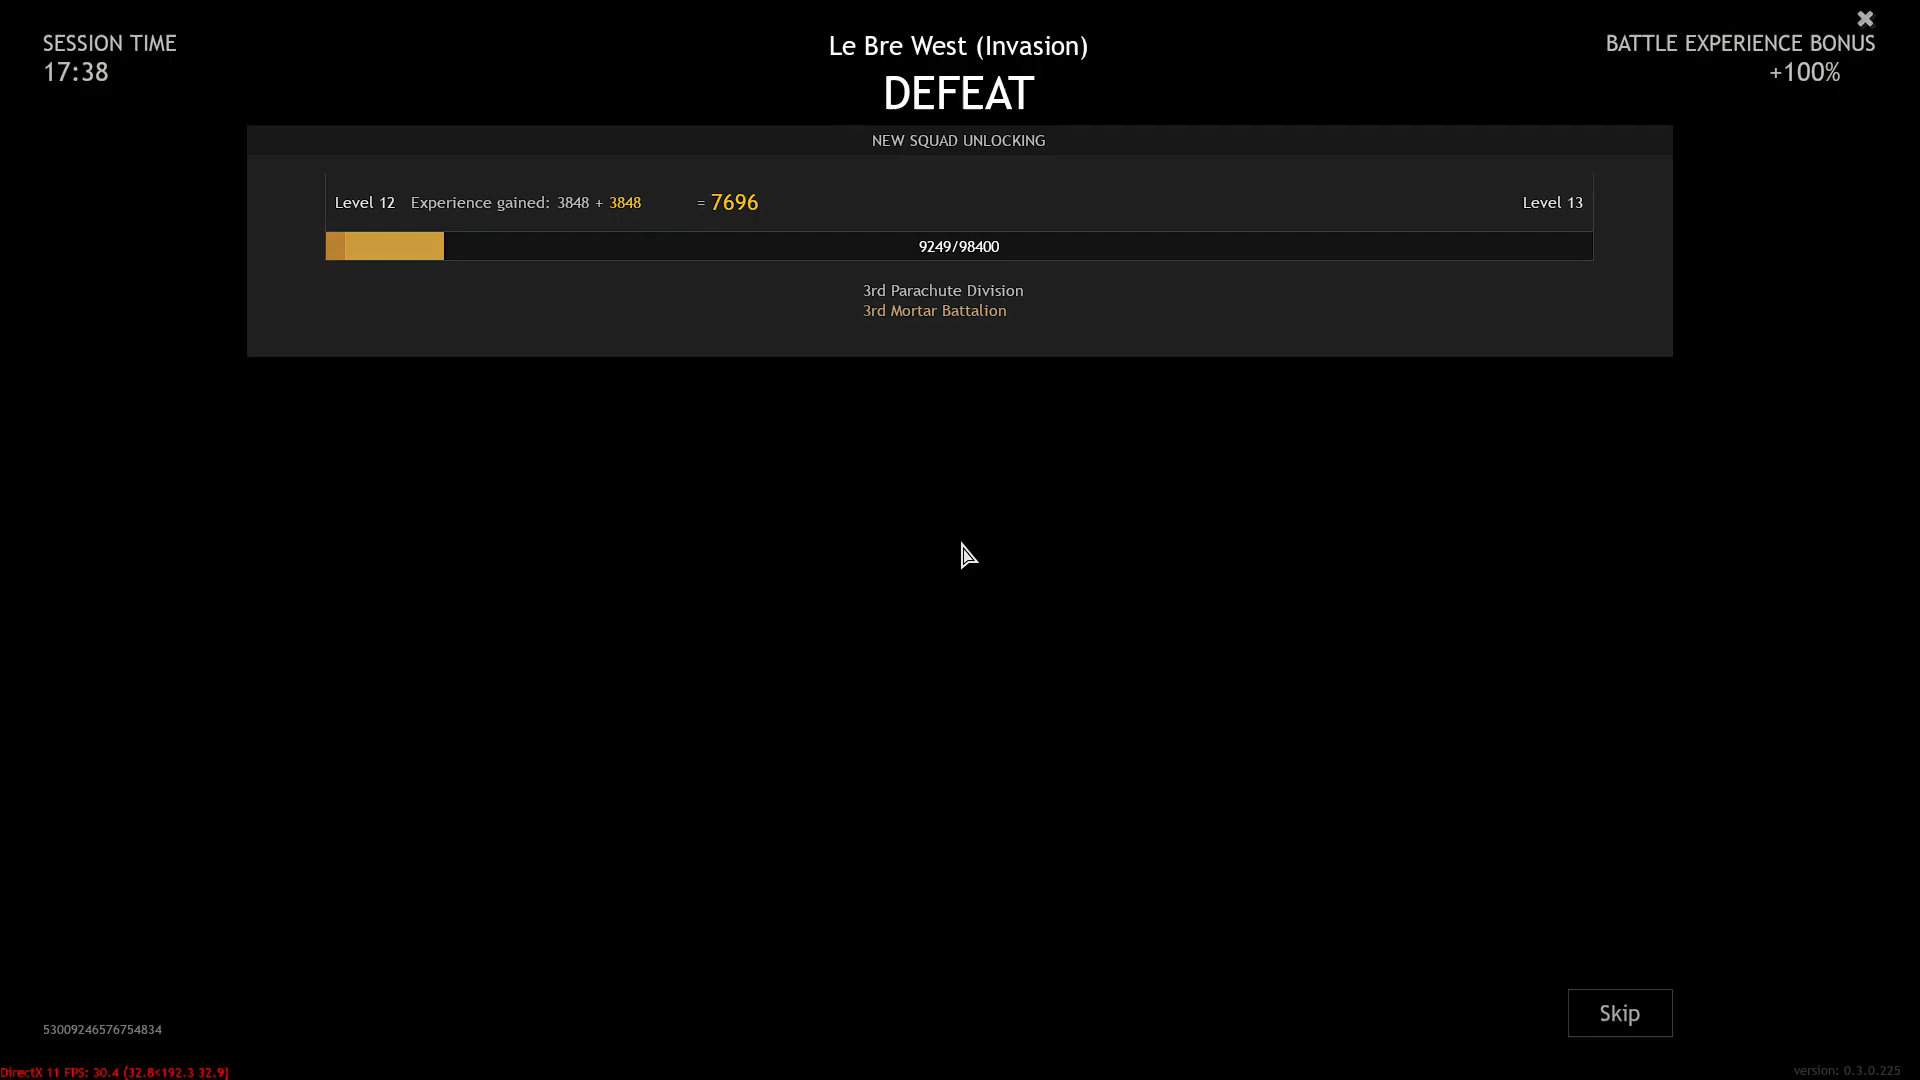 SESSION TIME
17:38
Le Bre West (Invasion)
DEFEAT
BATTLE EXPERIENCE BONUS
+100%
NEW SQUAD UNLOCKING
Level 12 Experience gained: 3848 + 3848 = 7696 Level 13
9249/98400
3rd Parachute Division
3rd Mortar Battalion
Skip
53009246576754834
DirectX 11 FPS: 30.4 (32.8<192.3 32.9)
version: 0.3.0.225